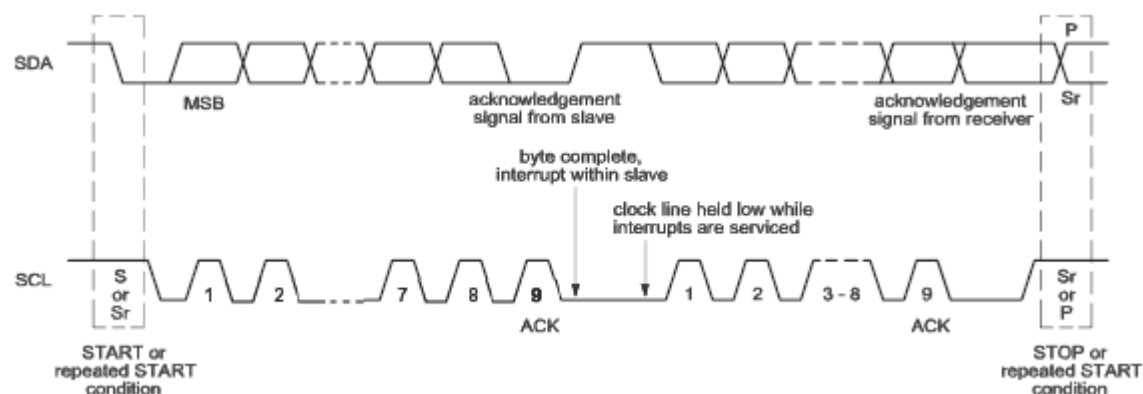 P
SDA
MSB
acknowledgement
signal from slave
acknowledgement
signal from receiver
Sr
byte complete,
interrupt within slave
clock line held low while
interrupts are serviced
SCL
S
or
Sr
1
2
7
8
9
1
2
3 - 8
9
Sr
or
P
ACK
ACK
START or
repeated START
condition
STOP or
repeated START
condition